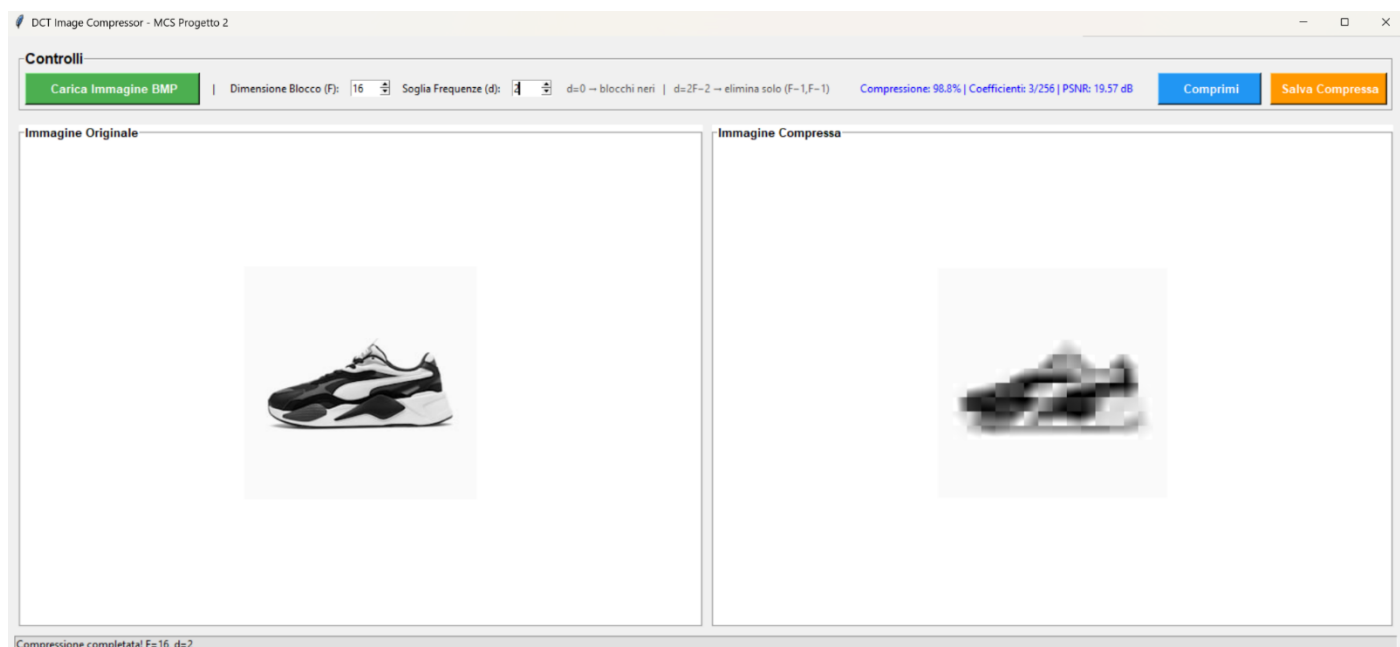 DCT Image Compressor - MCS Progetto 2
Controlli
Carica Immagine BMP | Dimensione Blocco (F): 16 Soglia Frequenze (d): 2 d=0 → blocchi neri | d=2F−2 → elimina solo (F−1,F−1) Compressione: 98.8% | Coefficienti: 3/256 | PSNR: 19.57 dB Comprimi Salva Compressa
Immagine Originale Immagine Compressa
Compressione completata! F=16, d=2